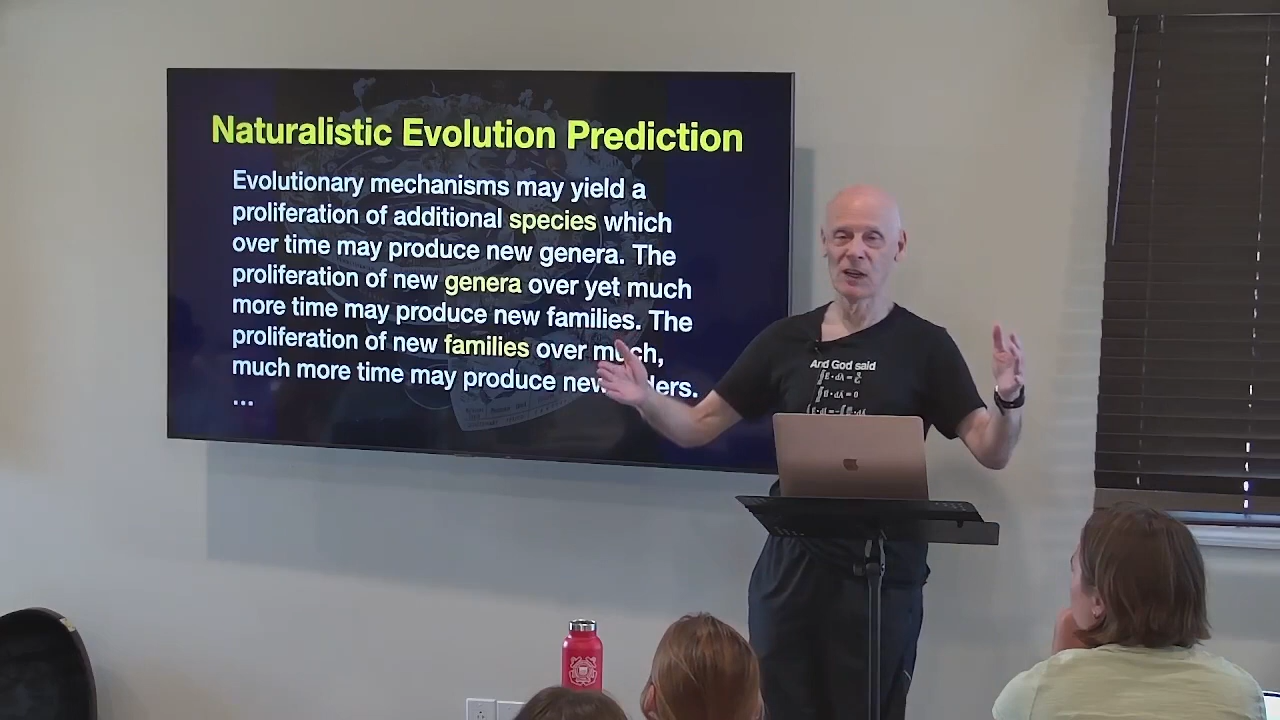 Naturalistic Evolution Prediction
Evolutionary mechanisms may yield a
proliferation of additional species which
over time may produce new genera. The
proliferation of new genera over yet much
more time may produce new families. The
proliferation of new families over much,
much more time may produce new
...
And God said